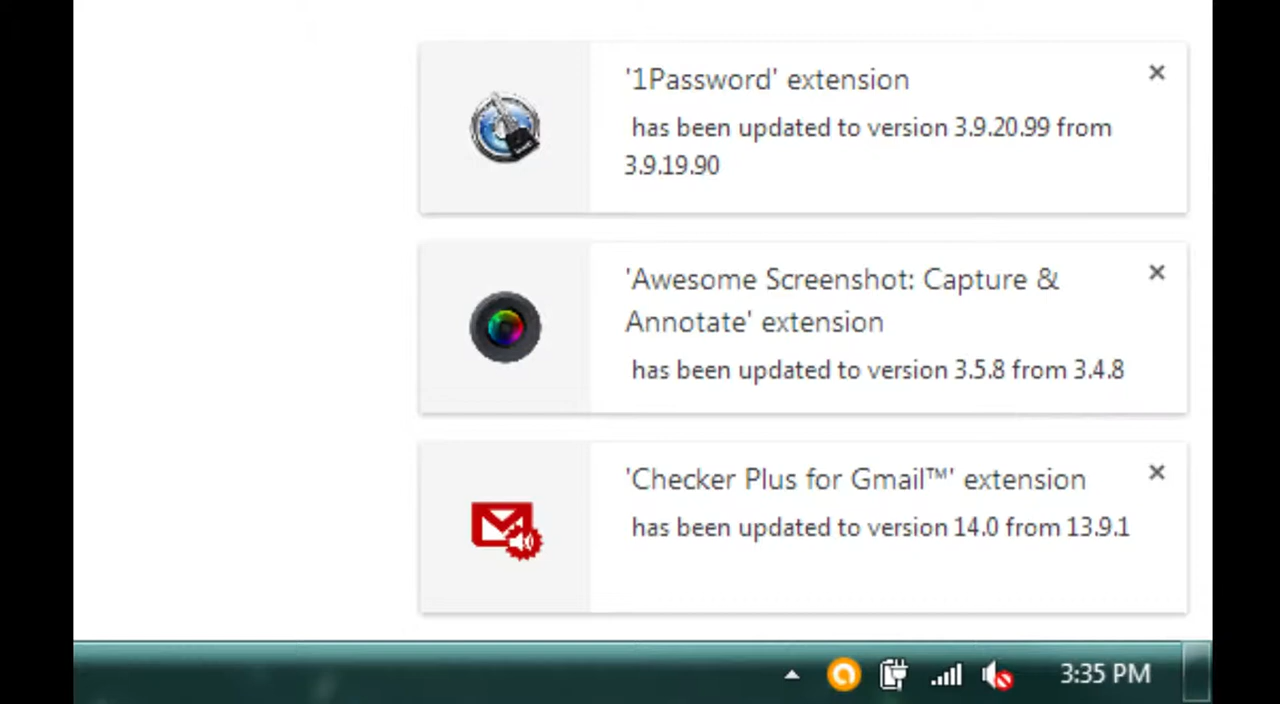 '1Password' extension
has been updated to version 3.9.20.99 from
3.9.19.90
'Awesome Screenshot: Capture &
Annotate' extension
has been updated to version 3.5.8 from 3.4.8
'Checker Plus for Gmail™' extension
has been updated to version 14.0 from 13.9.1
3:35 PM